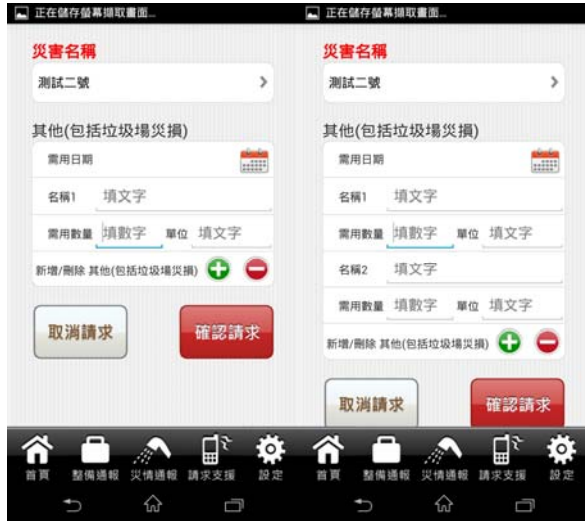 正在儲存螢幕擷取畫面…
災害名稱
測試二號
其他(包括垃圾場災損)
需用日期
名稱1 填文字
需用數量 填數字 單位 填文字
新增/刪除 其他(包括垃圾場災損)
取消請求 確認請求
首頁 整備通報 災情通報 請求支援 設定
正在儲存螢幕擷取畫面…
災害名稱
測試二號
其他(包括垃圾場災損)
需用日期
名稱1 填文字
需用數量 填數字 單位 填文字
名稱2 填文字
需用數量 填數字 單位 填文字
新增/刪除 其他(包括垃圾場災損)
取消請求 確認請求
首頁 整備通報 災情通報 請求支援 設定